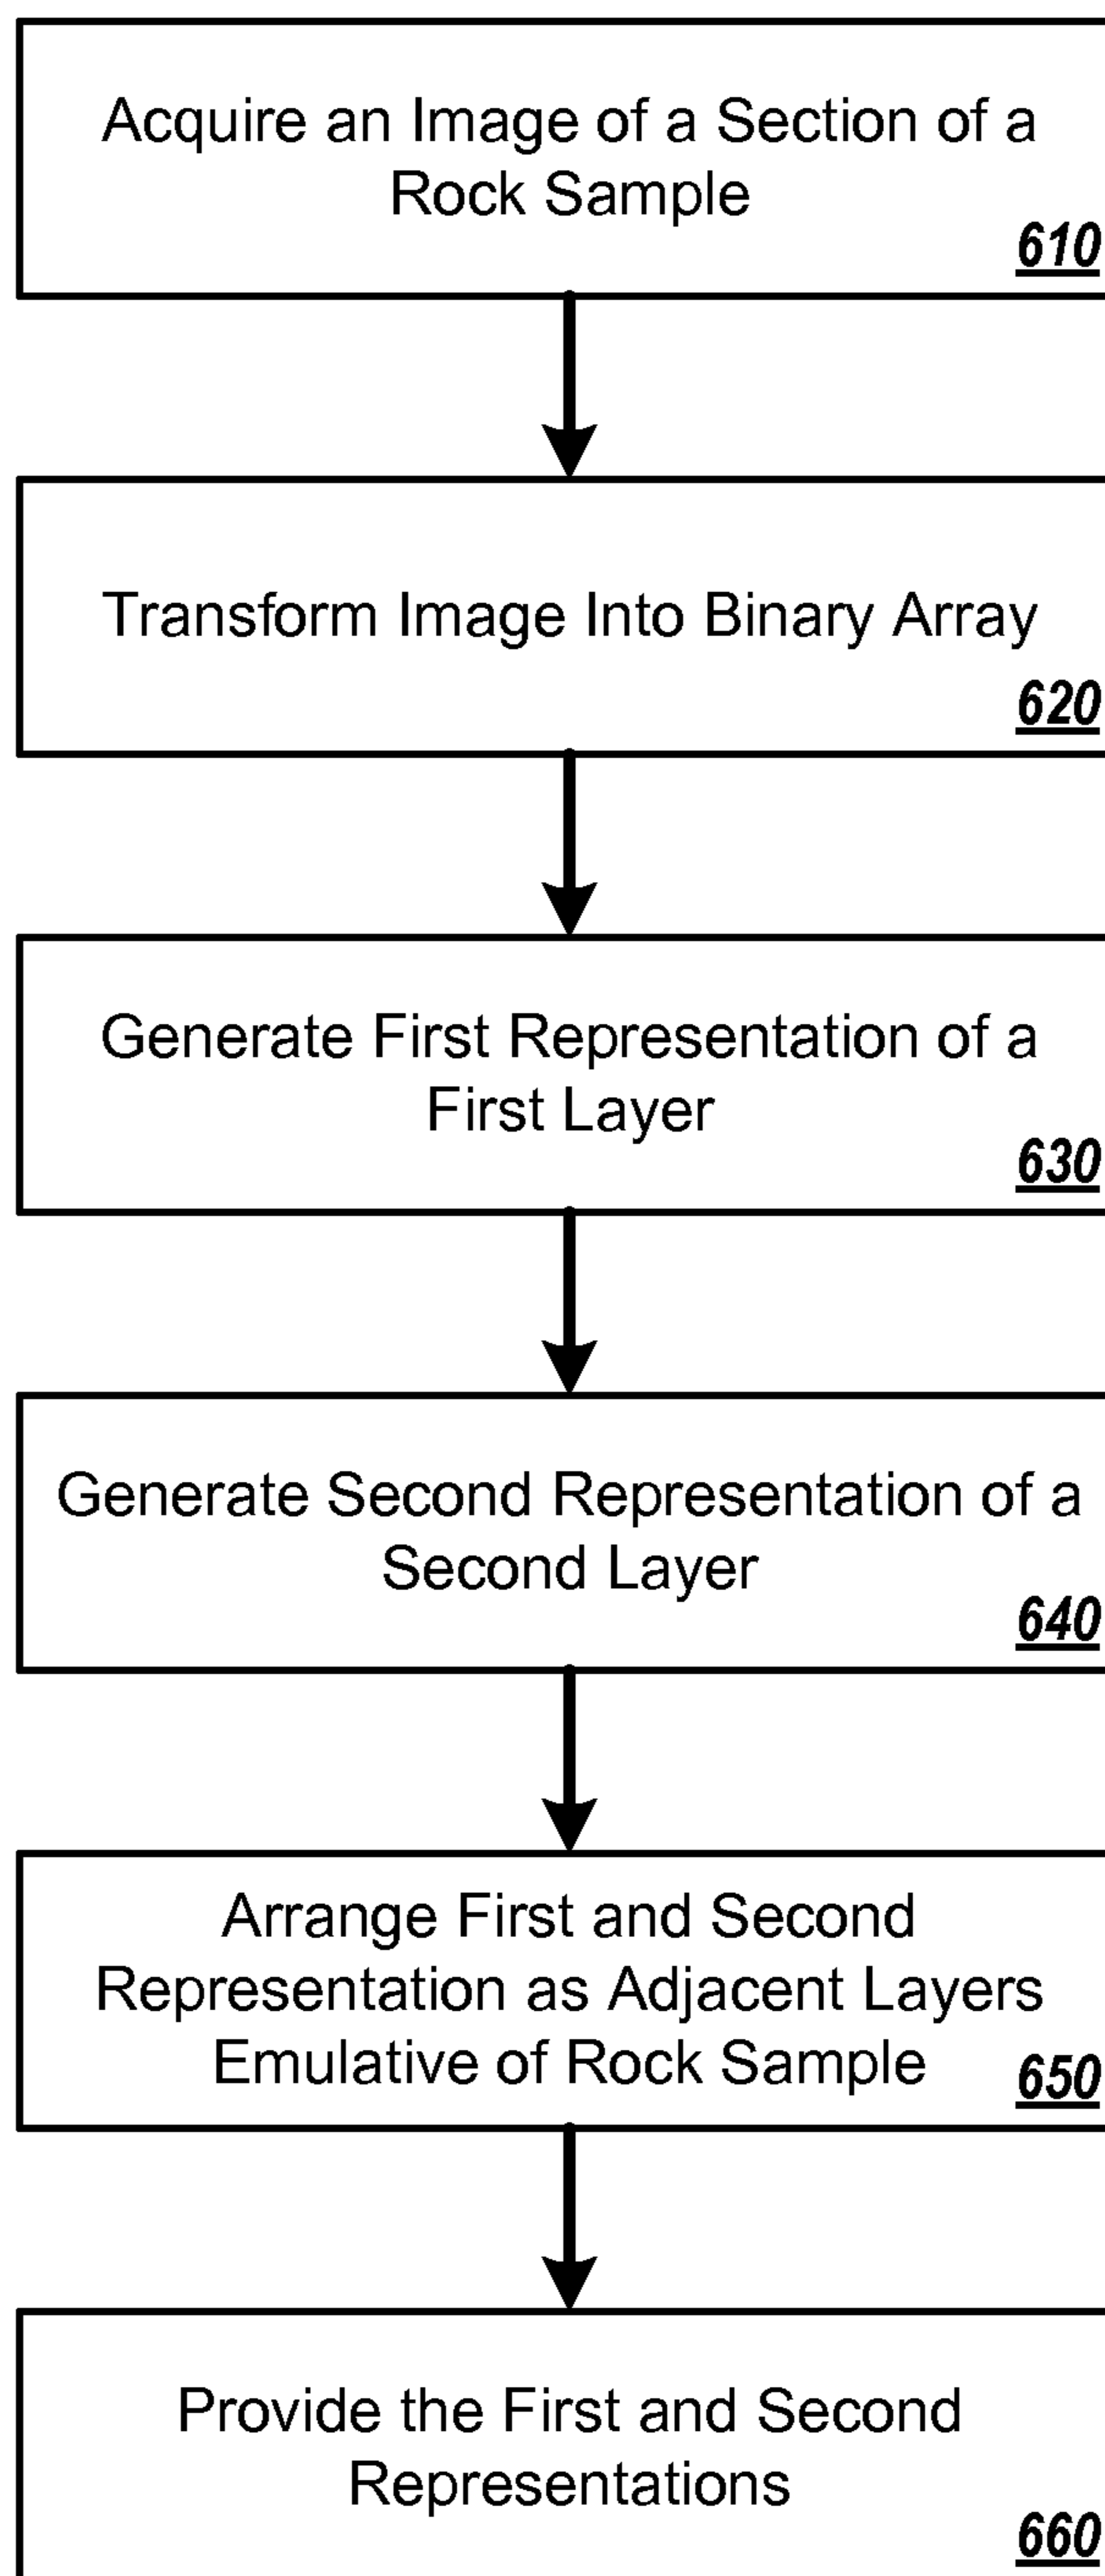 Acquire an Image of a Section of a
Rock Sample
610
Transform Image Into Binary Array
620
Generate First Representation of a
First Layer
630
Generate Second Representation of a
Second Layer
640
Arrange First and Second
Representation as Adjacent Layers
Emulative of Rock Sample
650
Provide the First and Second
Representations
660